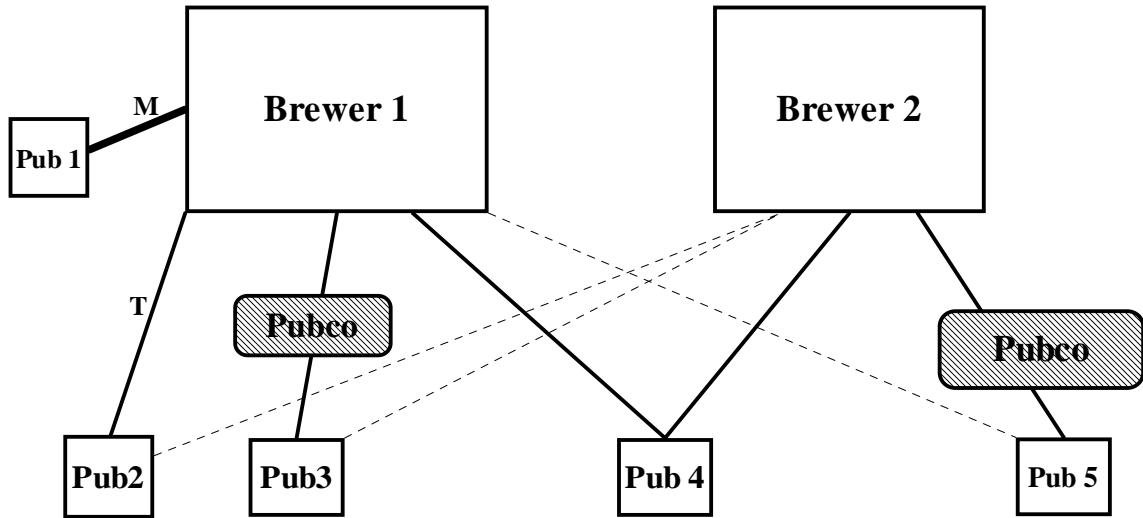 Brewer 1
Brewer 2
M
Pub 1
T
Pubco
Pubco
Pub2
Pub3
Pub 4
Pub 5